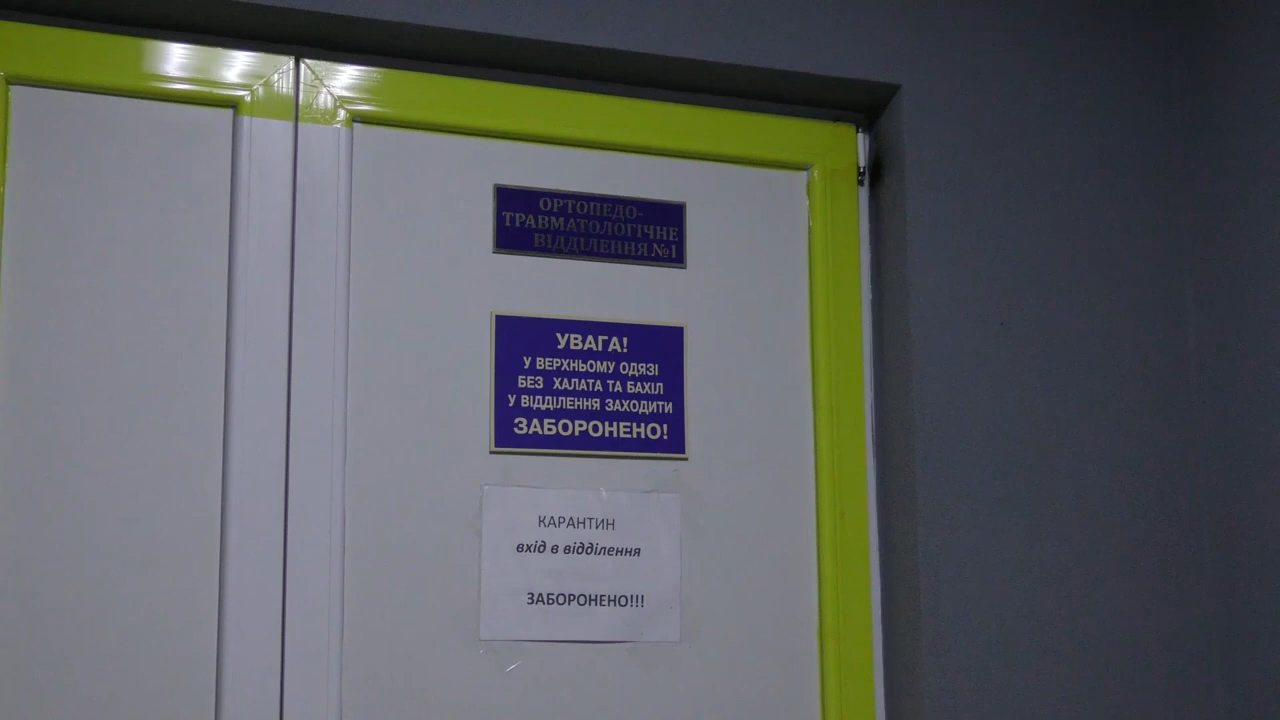 ОРТОПЕДО-
ТРАВМАТОЛОГІЧНЕ
ВІДДІЛЕННЯ №1
УВАГА!
У ВЕРХНЬОМУ ОДЯЗІ
БЕЗ ХАЛАТА ТА БАХІЛ
У ВІДДІЛЕННЯ ЗАХОДИТИ
ЗАБОРОНЕНО!
КАРАНТИН
вхід в відділення
ЗАБОРОНЕНО!!!